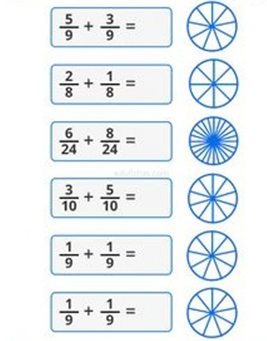 5/9 + 3/9 =
2/8 + 1/8 =
6/24 + 8/24 =
3/10 + 5/10 =
1/9 + 1/9 =
1/9 + 1/9 =